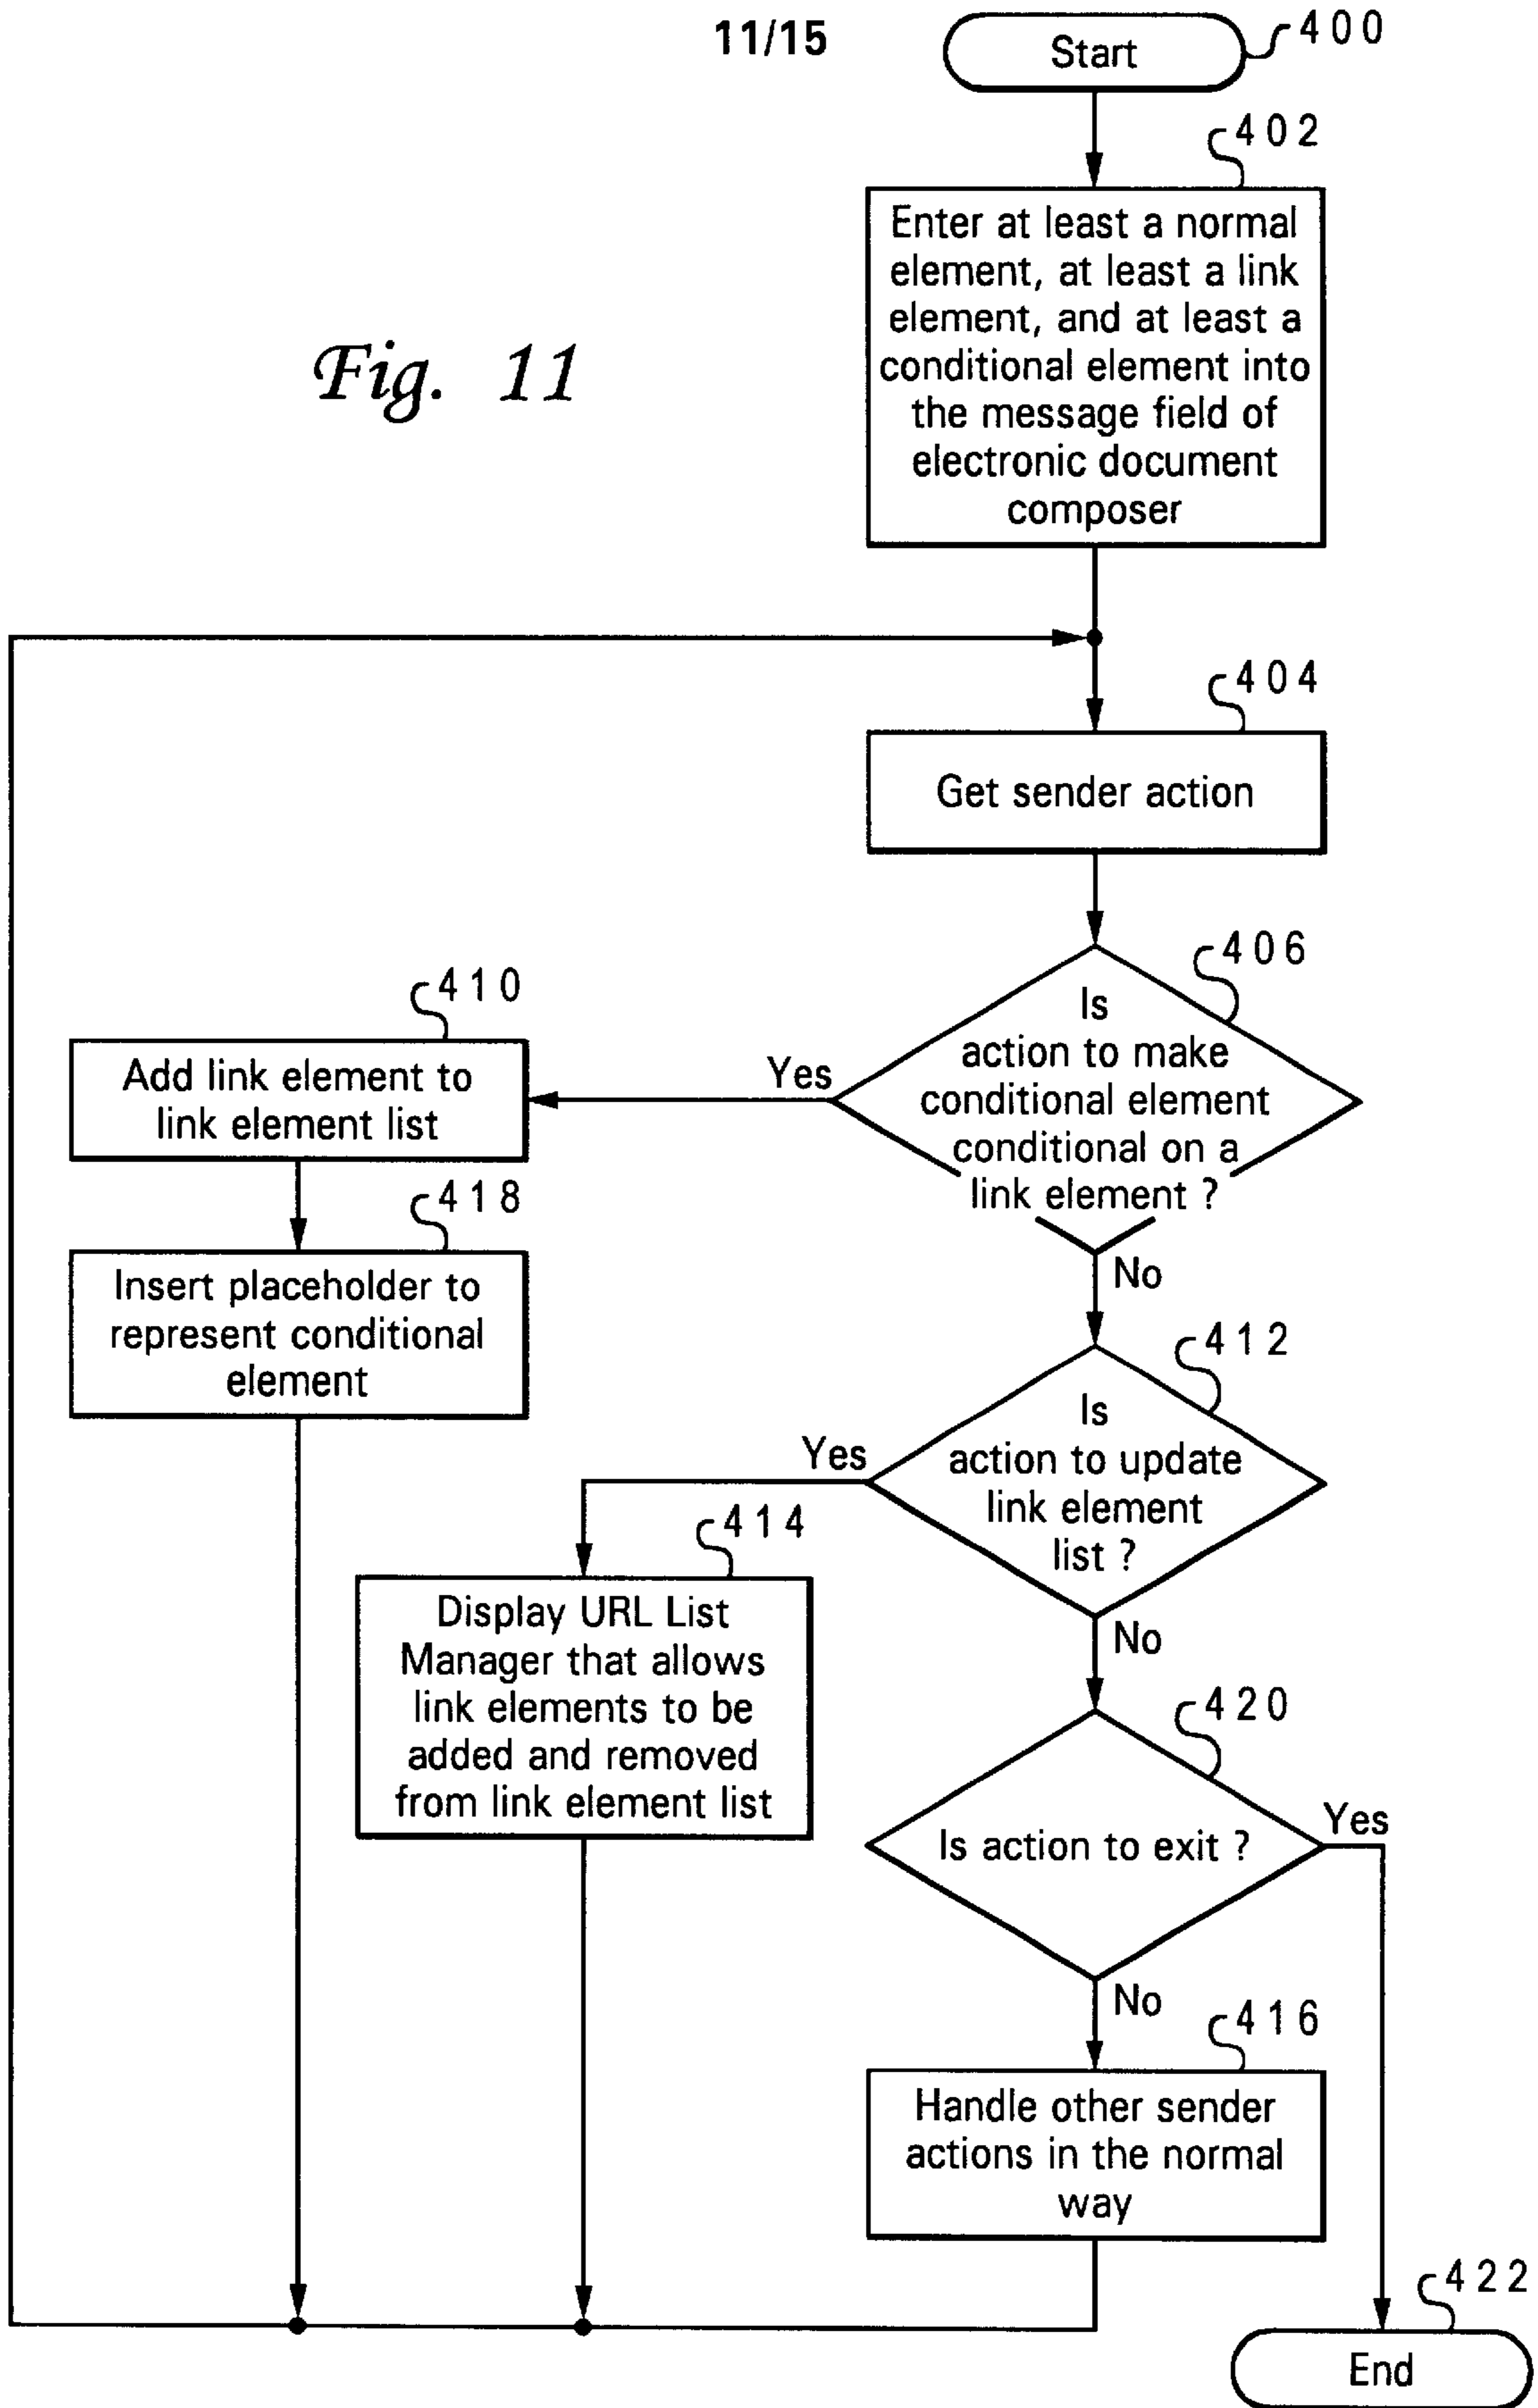 11/15
Start
400
402
Enter at least a normal
element, at least a link
element, and at least a
conditional element into
the message field of
electronic document
composer
Fig. 11
404
Get sender action
406
Is
action to make
conditional element
conditional on a
link element ?
Yes
No
410
Add link element to
link element list
418
Insert placeholder to
represent conditional
element
412
Is
action to update
link element
list ?
Yes
No
414
Display URL List
Manager that allows
link elements to be
added and removed
from link element list
420
Is action to exit ?
Yes
No
416
Handle other sender
actions in the normal
way
422
End